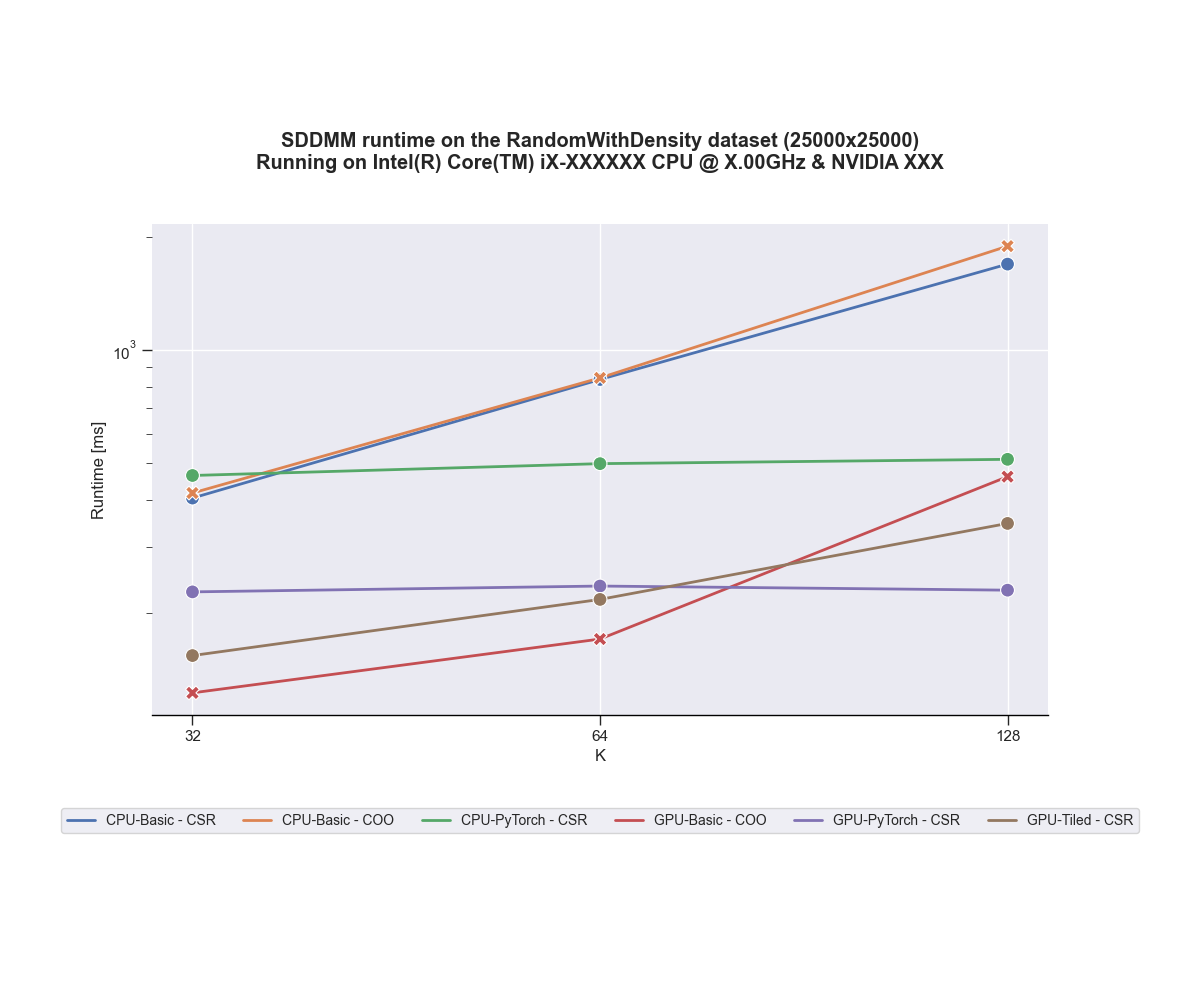 SDDMM runtime on the RandomWithDensity dataset (25000x25000)
Running on Intel(R) Core(TM) iX-XXXXXX CPU @ X.00GHz & NVIDIA XXX
10³
Runtime [ms]
32 64 128
K
CPU-Basic - CSR CPU-Basic - COO CPU-PyTorch - CSR GPU-Basic - COO GPU-PyTorch - CSR GPU-Tiled - CSR